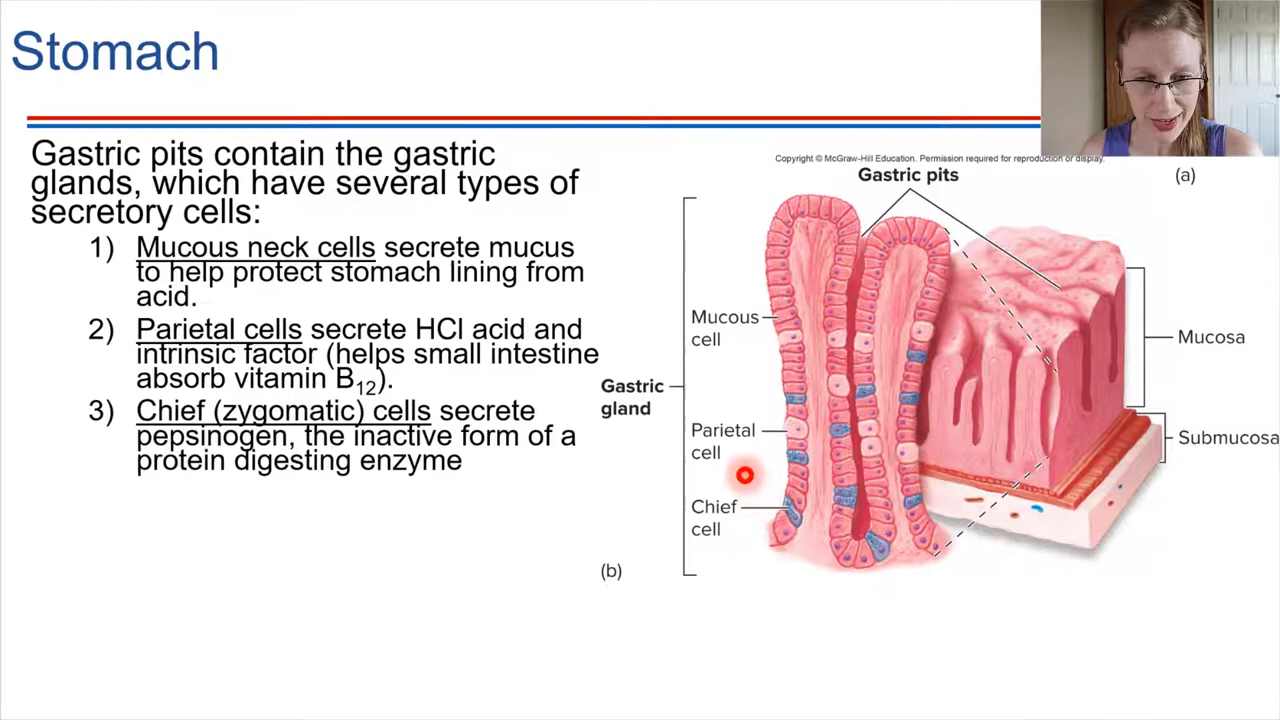 Stomach
Gastric pits contain the gastric
glands, which have several types of
secretory cells:
1) Mucous neck cells secrete mucus
to help protect stomach lining from
acid.
2) Parietal cells secrete HCl acid and
intrinsic factor (helps small intestine
absorb vitamin B₁₂).
3) Chief (zygomatic) cells secrete
pepsinogen, the inactive form of a
protein digesting enzyme
Copyright © McGraw-Hill Education. Permission required for reproduction or display.
Gastric pits
(a)
Mucous
cell
Mucosa
Gastric
gland
Parietal
cell
Submucosa
Chief
cell
(b)